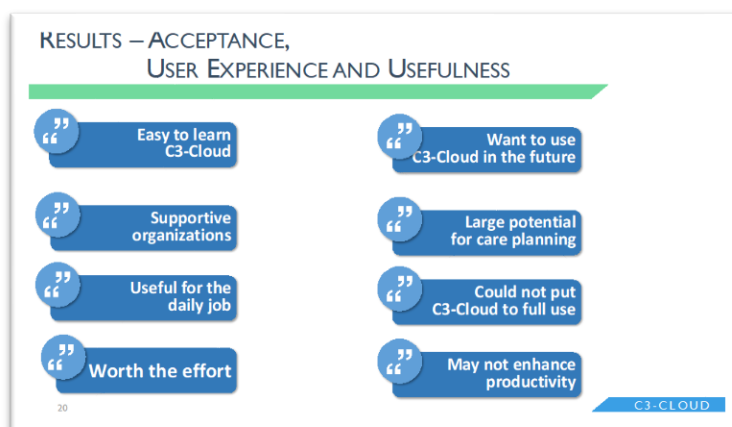 RESULTS – ACCEPTANCE,
USER EXPERIENCE AND USEFULNESS
Easy to learn
C3-Cloud
Supportive
organizations
Useful for the
daily job
Worth the effort
Want to use
C3-Cloud in the future
Large potential
for care planning
Could not put
C3-Cloud to full use
May not enhance
productivity
20
C3-CLOUD